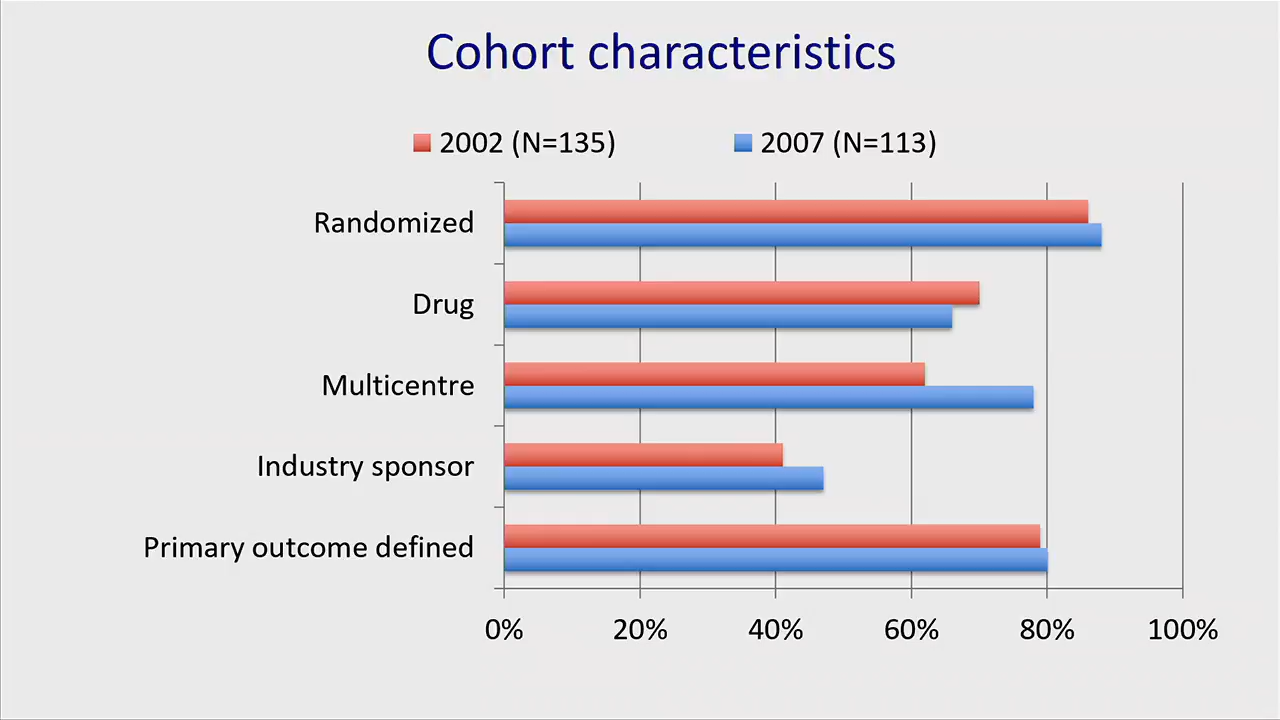 Cohort characteristics
2002 (N=135) 2007 (N=113)
Randomized
Drug
Multicentre
Industry sponsor
Primary outcome defined
0% 20% 40% 60% 80% 100%